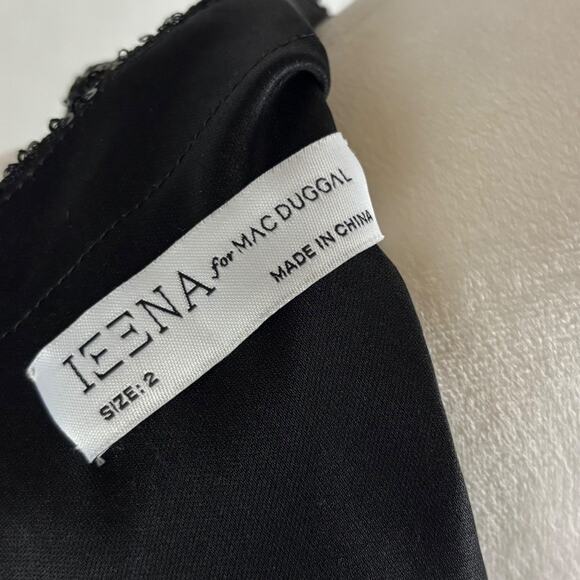 IEENA for MAC DUGGAL
SIZE: 2
MADE IN CHINA